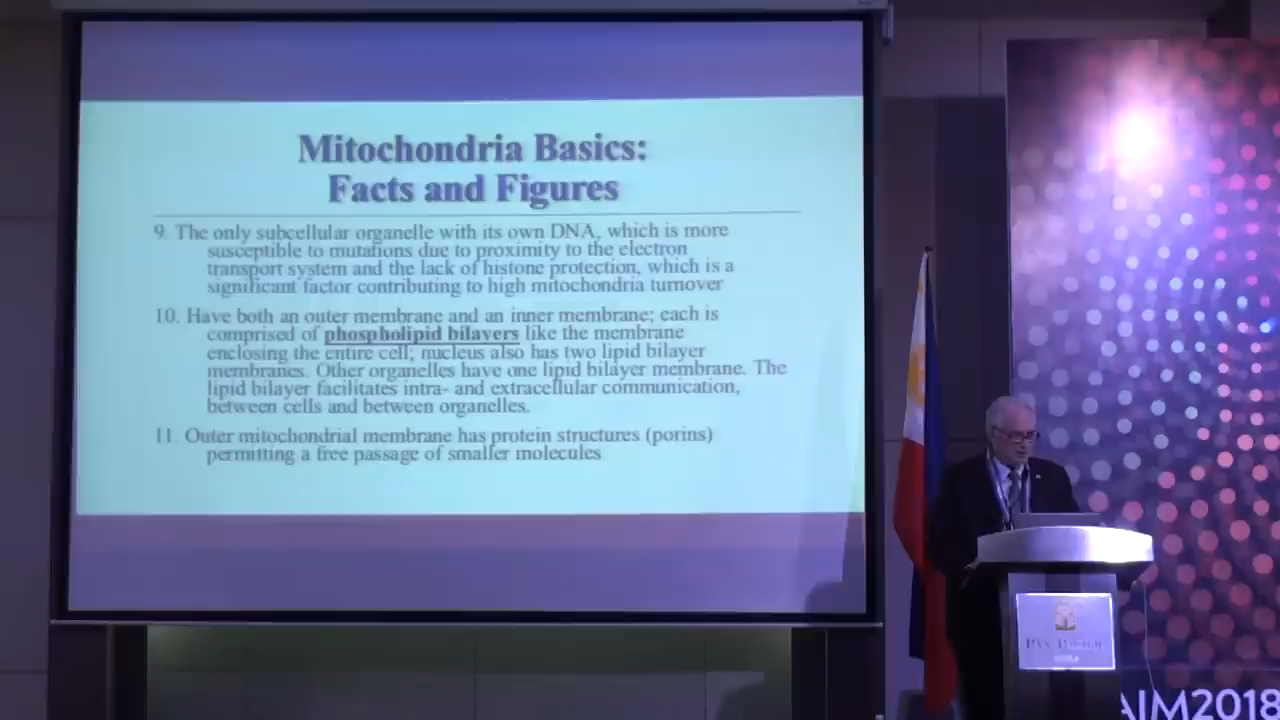 Mitochondria Basics:
Facts and Figures
9. The only subcellular organelle with its own DNA, which is more
susceptible to mutations due to proximity to the electron
transport system and the lack of histone protection, which is a
significant factor contributing to high mitochondria turnover
10. Have both an outer membrane and an inner membrane; each is
comprised of phospholipid bilayers like the membrane
enclosing the entire cell; nucleus also has two lipid bilayer
membranes. Other organelles have one lipid bilayer membrane. The
lipid bilayer facilitates intra- and extracellular communication,
between cells and between organelles.
11. Outer mitochondrial membrane has protein structures (porins)
permitting a free passage of smaller molecules
PAN PACIFIC
AIM2018